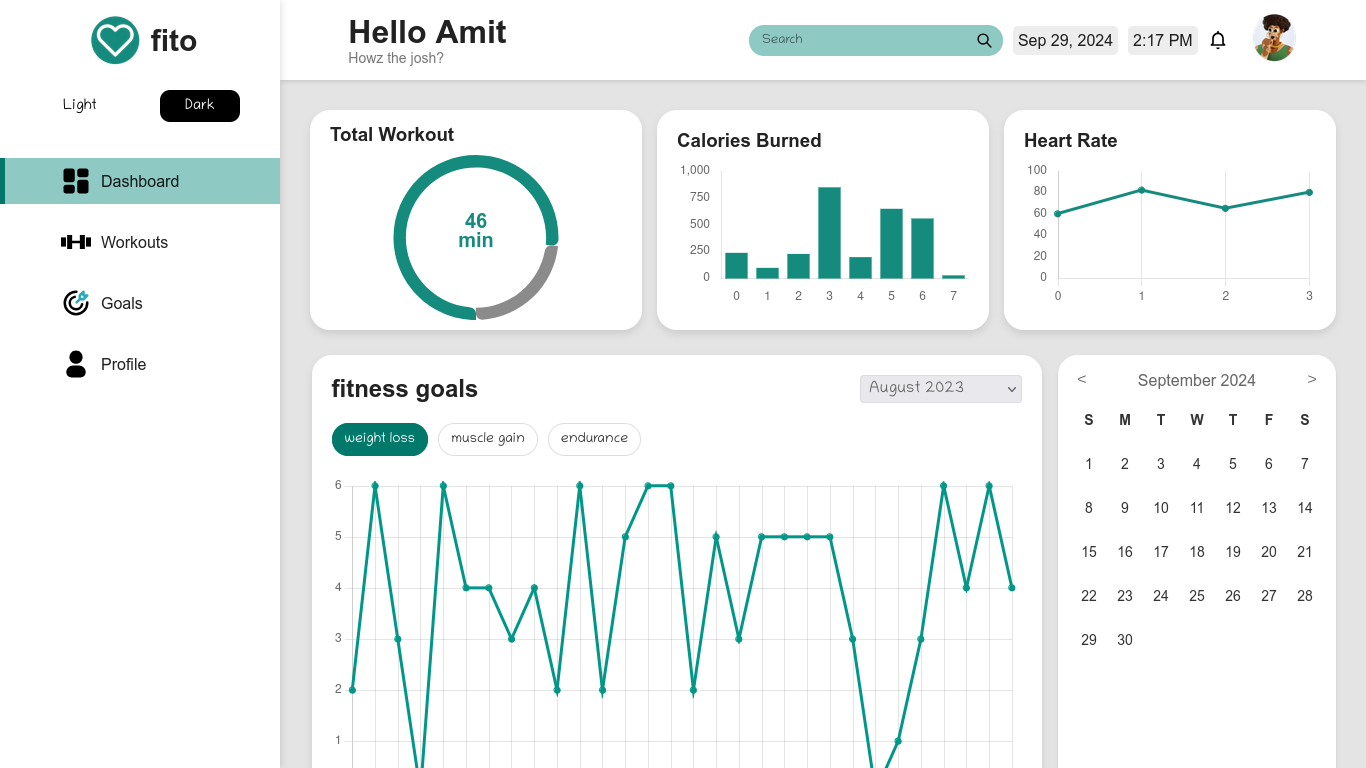 fito
Light
Dark
Dashboard
Workouts
Goals
Profile
Hello Amit
Howz the josh?
Search
Sep 29, 2024
2:17 PM
Total Workout
46
min
Calories Burned
1,000
750
500
250
0
0 1 2 3 4 5 6 7
Heart Rate
100
80
60
40
20
0
0 1 2 3
fitness goals
August 2023
weight loss
muscle gain
endurance
6
5
4
3
2
1
< September 2024 >
S M T W T F S
1 2 3 4 5 6 7
8 9 10 11 12 13 14
15 16 17 18 19 20 21
22 23 24 25 26 27 28
29 30